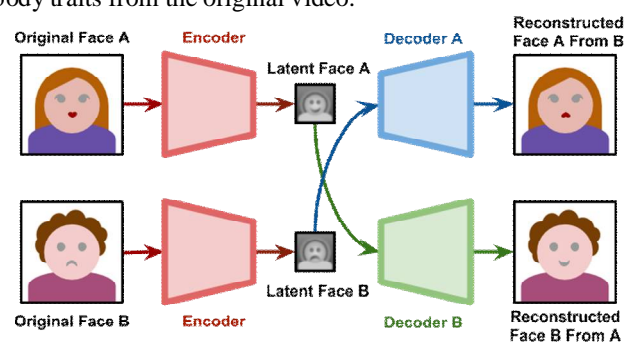 body traits from the original video.
Original Face A
Encoder
Latent Face A
Decoder A
Reconstructed
Face A From B
Original Face B
Encoder
Latent Face B
Decoder B
Reconstructed
Face B From A